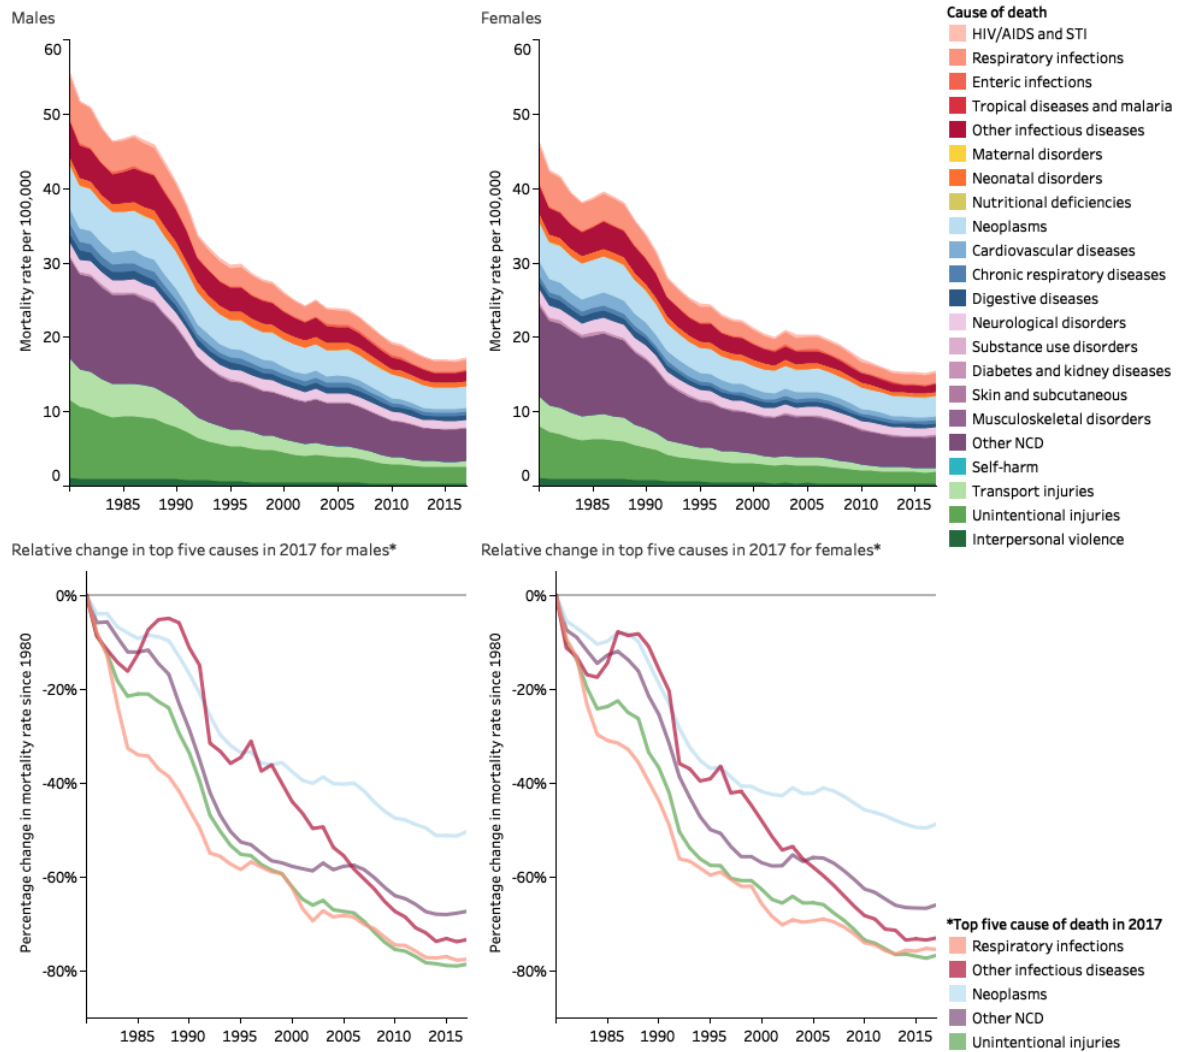 Males
Females
Cause of death
HIV/AIDS and STI
Respiratory infections
Enteric infections
Tropical diseases and malaria
Other infectious diseases
Maternal disorders
Neonatal disorders
Nutritional deficiencies
Neoplasms
Cardiovascular diseases
Chronic respiratory diseases
Digestive diseases
Neurological disorders
Substance use disorders
Diabetes and kidney diseases
Skin and subcutaneous
Musculoskeletal disorders
Other NCD
Self-harm
Transport injuries
Unintentional injuries
Interpersonal violence
Mortality rate per 100,000
60
50
40
30
20
10
0
1985 1990 1995 2000 2005 2010 2015
Mortality rate per 100,000
60
50
40
30
20
10
0
1985 1990 1995 2000 2005 2010 2015
Relative change in top five causes in 2017 for males*
Relative change in top five causes in 2017 for females*
Percentage change in mortality rate since 1980
0%
-20%
-40%
-60%
-80%
1985 1990 1995 2000 2005 2010 2015
Percentage change in mortality rate since 1980
0%
-20%
-40%
-60%
-80%
1985 1990 1995 2000 2005 2010 2015
*Top five cause of death in 2017
Respiratory infections
Other infectious diseases
Neoplasms
Other NCD
Unintentional injuries